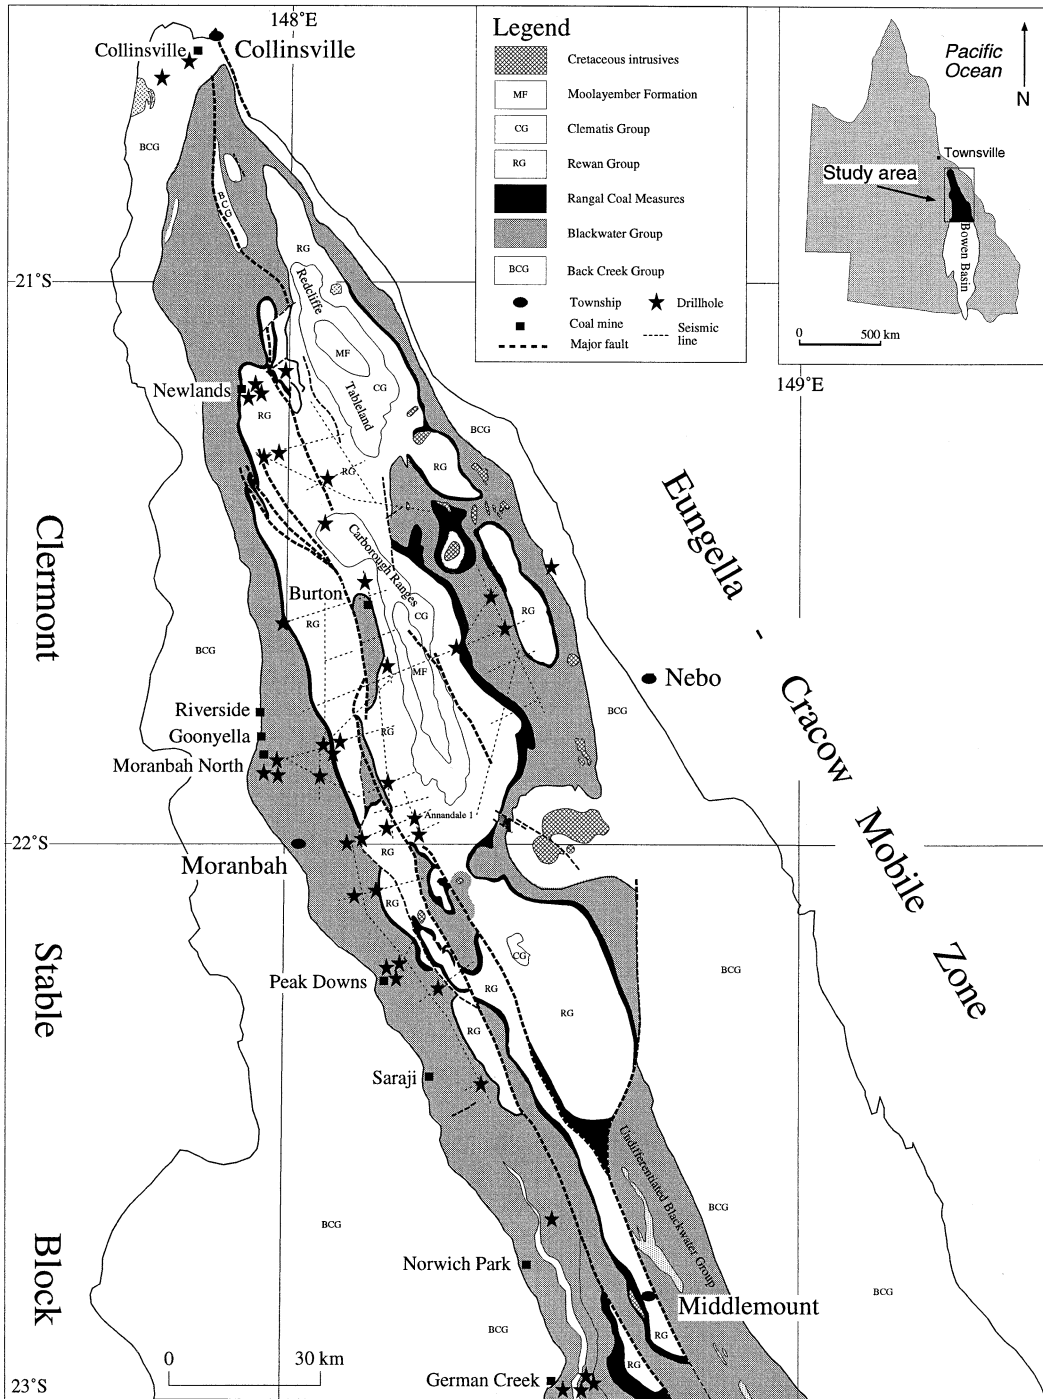 148°E
Collinsville
Collinsville
Legend
Cretaceous intrusives
MF Moolayember Formation
CG Clematis Group
RG Rewan Group
Rangal Coal Measures
Blackwater Group
BCG Back Creek Group
Township
Drillhole
Coal mine
Seismic
line
Major fault
Pacific
Ocean
N
Townsville
Study area
Bowen Basin
0 500 km
BCG
BCG
RG
21°S
Redcliffe
Tableland
MF
CG
149°E
Newlands
RG
BCG
RG
RG
Eungella
-
Cracow
Mobile
Zone
Clermont
Stable
Block
Carborough Ranges
Burton
CG
RG
RG
BCG
MF
Nebo
Riverside
BCG
Goonyella
RG
Moranbah North
Annandale 1
22°S
RG
Moranbah
RG
CG
BCG
Peak Downs
RG
RG
RG
Saraji
Undifferentiated Blackwater Group
BCG
BCG
Norwich Park
BCG
Middlemount
BCG
RG
0 30 km
RG
German Creek
23°S